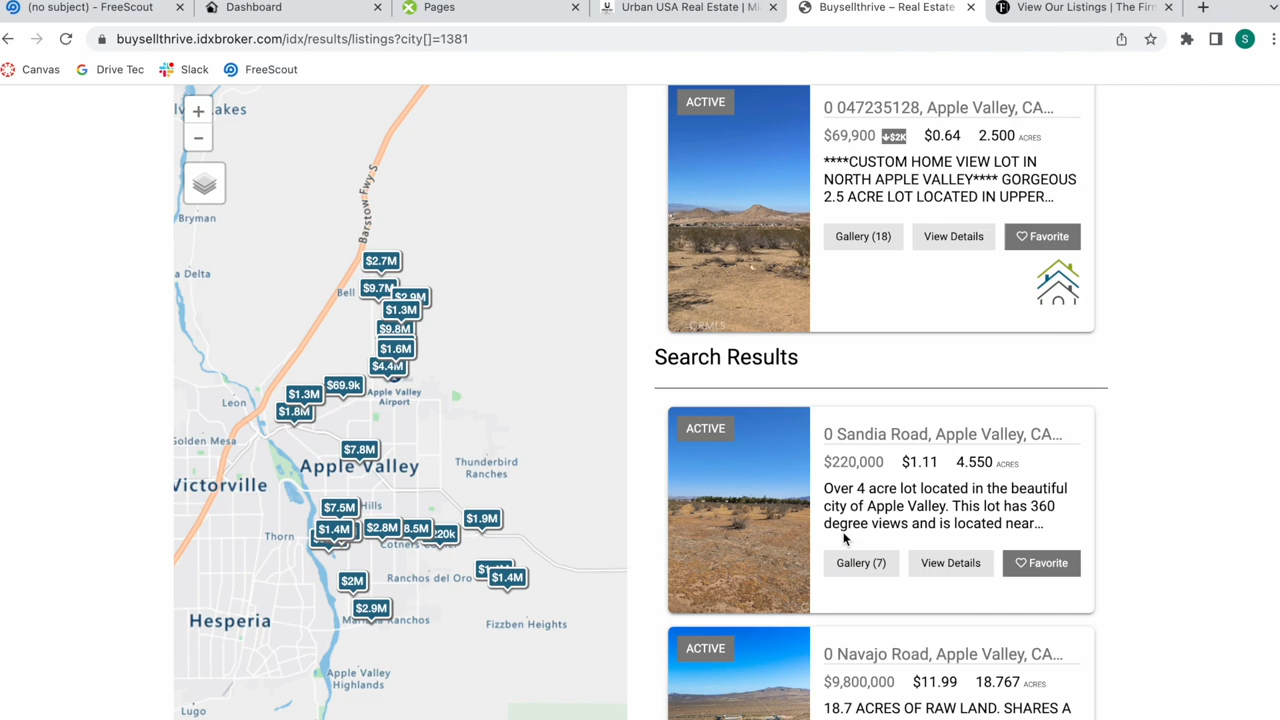 (no subject) - FreeScout
Dashboard
Pages
Urban USA Real Estate | Mi
Buysellthrive – Real Estate
View Our Listings | The Firm
buysellthrive.idxbroker.com/idx/results/listings?city[]=1381
S
Canvas
Drive Tec
Slack
FreeScout
Lakes
+
−
Barstow Fwy S
Bryman
a Delta
$2.7M
Bell
$9.7M
$2.9M
$1.3M
$9.8M
$1.6M
$4.4M
$69.9k
$1.3M
$1.8M
Leon
Apple Valley
Airport
Golden Mesa
$7.8M
Apple Valley
Thunderbird
Ranches
Victorville
$7.5M
Hills
$1.4M
$2.8M
8.5M
20k
$1.9M
Thorn
Ranchos del Oro
$1.4M
$2M
$2.9M
Ranchos
Hesperia
Fizzben Heights
Apple Valley
Highlands
Lugo
ACTIVE
0 047235128, Apple Valley, CA...
$69,900 $2K $0.64 2.500 ACRES
****CUSTOM HOME VIEW LOT IN
NORTH APPLE VALLEY**** GORGEOUS
2.5 ACRE LOT LOCATED IN UPPER...
Gallery (18)
View Details
Favorite
CRMLS
Search Results
ACTIVE
0 Sandia Road, Apple Valley, CA...
$220,000 $1.11 4.550 ACRES
Over 4 acre lot located in the beautiful
city of Apple Valley. This lot has 360
degree views and is located near...
Gallery (7)
View Details
Favorite
ACTIVE
0 Navajo Road, Apple Valley, CA...
$9,800,000 $11.99 18.767 ACRES
18.7 ACRES OF RAW LAND. SHARES A